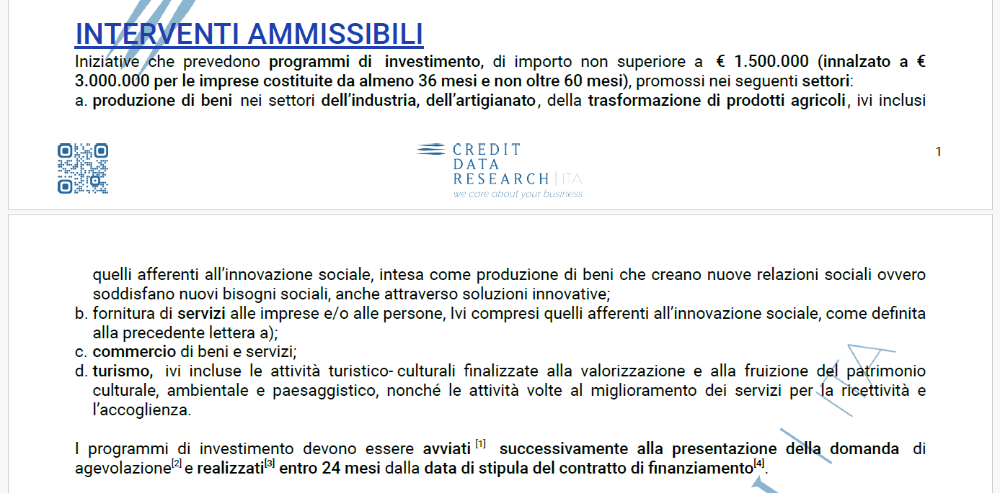 INTERVENTI AMMISSIBILI
Iniziative che prevedono programmi di investimento, di importo non superiore a € 1.500.000 (innalzato a €
3.000.000 per le imprese costituite da almeno 36 mesi e non oltre 60 mesi), promossi nei seguenti settori:
a. produzione di beni nei settori dell'industria, dell'artigianato, della trasformazione di prodotti agricoli, ivi inclusi
CREDIT
DATA
RESEARCH | ITA
we care about your business
1
quelli afferenti all'innovazione sociale, intesa come produzione di beni che creano nuove relazioni sociali ovvero
soddisfano nuovi bisogni sociali, anche attraverso soluzioni innovative;
b. fornitura di servizi alle imprese e/o alle persone, Ivi compresi quelli afferenti all'innovazione sociale, come definita
alla precedente lettera a);
c. commercio di beni e servizi;
d. turismo, ivi incluse le attività turistico- culturali finalizzate alla valorizzazione e alla fruizione del patrimonio
culturale, ambientale e paesaggistico, nonché le attività volte al miglioramento dei servizi per la ricettività e
l'accoglienza.
I programmi di investimento devono essere avviati [1] successivamente alla presentazione della domanda di
agevolazione[2] e realizzati[3] entro 24 mesi dalla data di stipula del contratto di finanziamento[4].
ITA